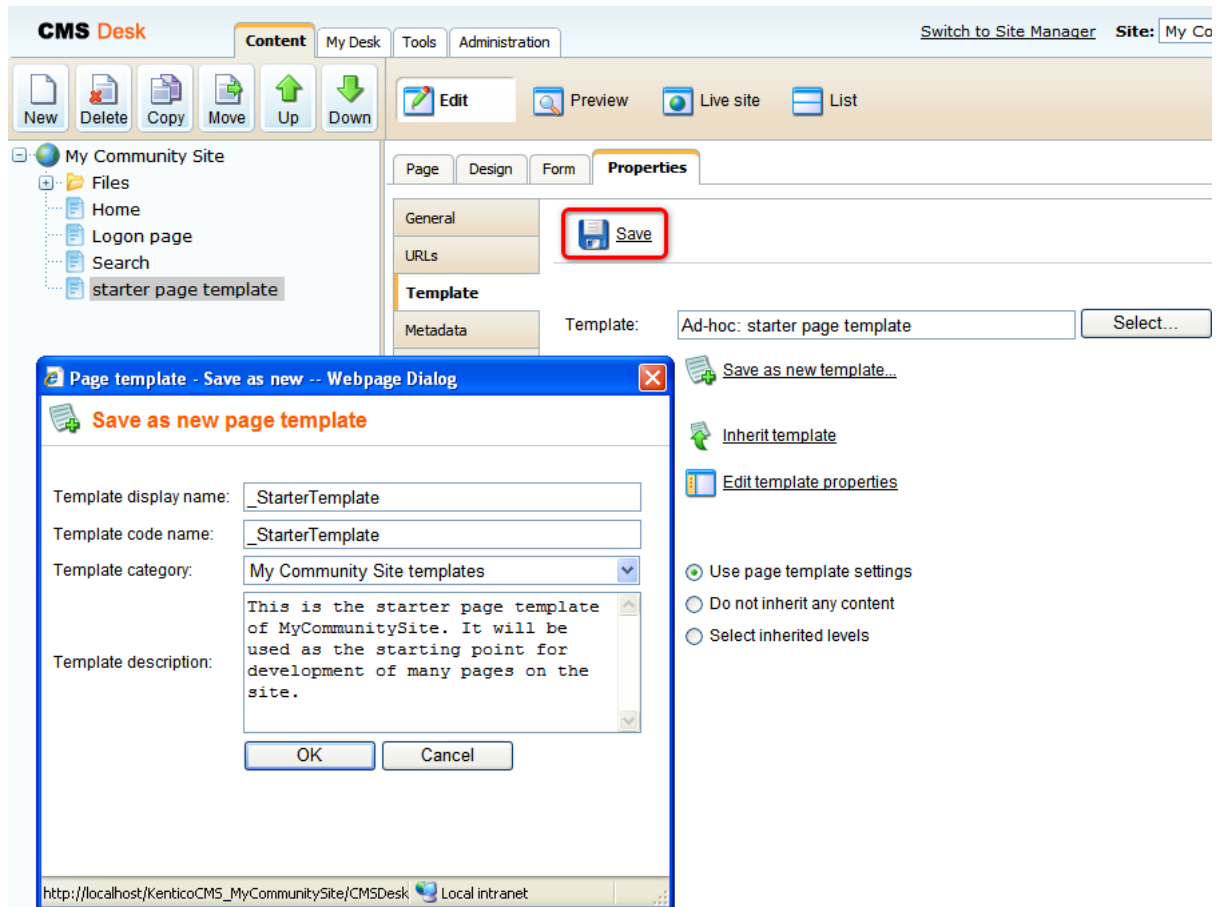 CMS Desk
Content
My Desk
Tools
Administration
Switch to Site Manager
Site:
My Co
New
Delete
Copy
Move
Up
Down
Edit
Preview
Live site
List
My Community Site
Files
Home
Logon page
Search
starter page template
Page
Design
Form
Properties
General
URLs
Template
Metadata
Save
Template:
Ad-hoc: starter page template
Select...
Save as new template...
Inherit template
Edit template properties
Use page template settings
Do not inherit any content
Select inherited levels
Page template - Save as new -- Webpage Dialog
Save as new page template
Template display name:
_StarterTemplate
Template code name:
_StarterTemplate
Template category:
My Community Site templates
Template description:
This is the starter page template
of MyCommunitySite. It will be
used as the starting point for
development of many pages on the
site.
OK
Cancel
http://localhost/KenticoCMS_MyCommunitySite/CMSDesk
Local intranet